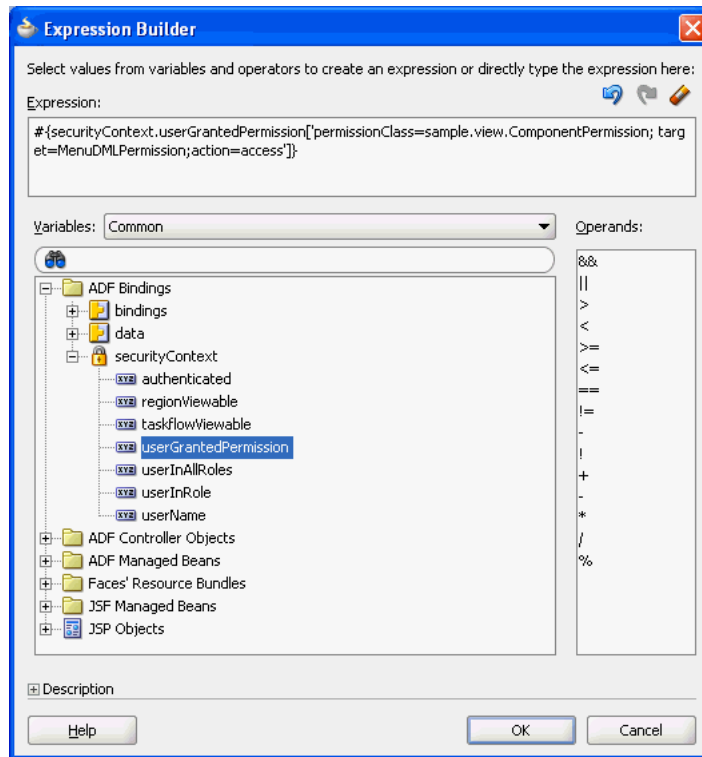 Expression Builder
Select values from variables and operators to create an expression or directly type the expression here:
Expression:
#{securityContext.userGrantedPermission['permissionClass=sample.view.ComponentPermission; targ
et=MenuDMLPermission;action=access']}
Variables: Common
Operands:
ADF Bindings
bindings
data
securityContext
authenticated
regionViewable
taskflowViewable
userGrantedPermission
userInAllRoles
userInRole
userName
ADF Controller Objects
ADF Managed Beans
Faces' Resource Bundles
JSF Managed Beans
JSP Objects
&&
||
>
<
>=
<=
==
!=
-
!
+
-
*
/
%
Description
Help
OK
Cancel